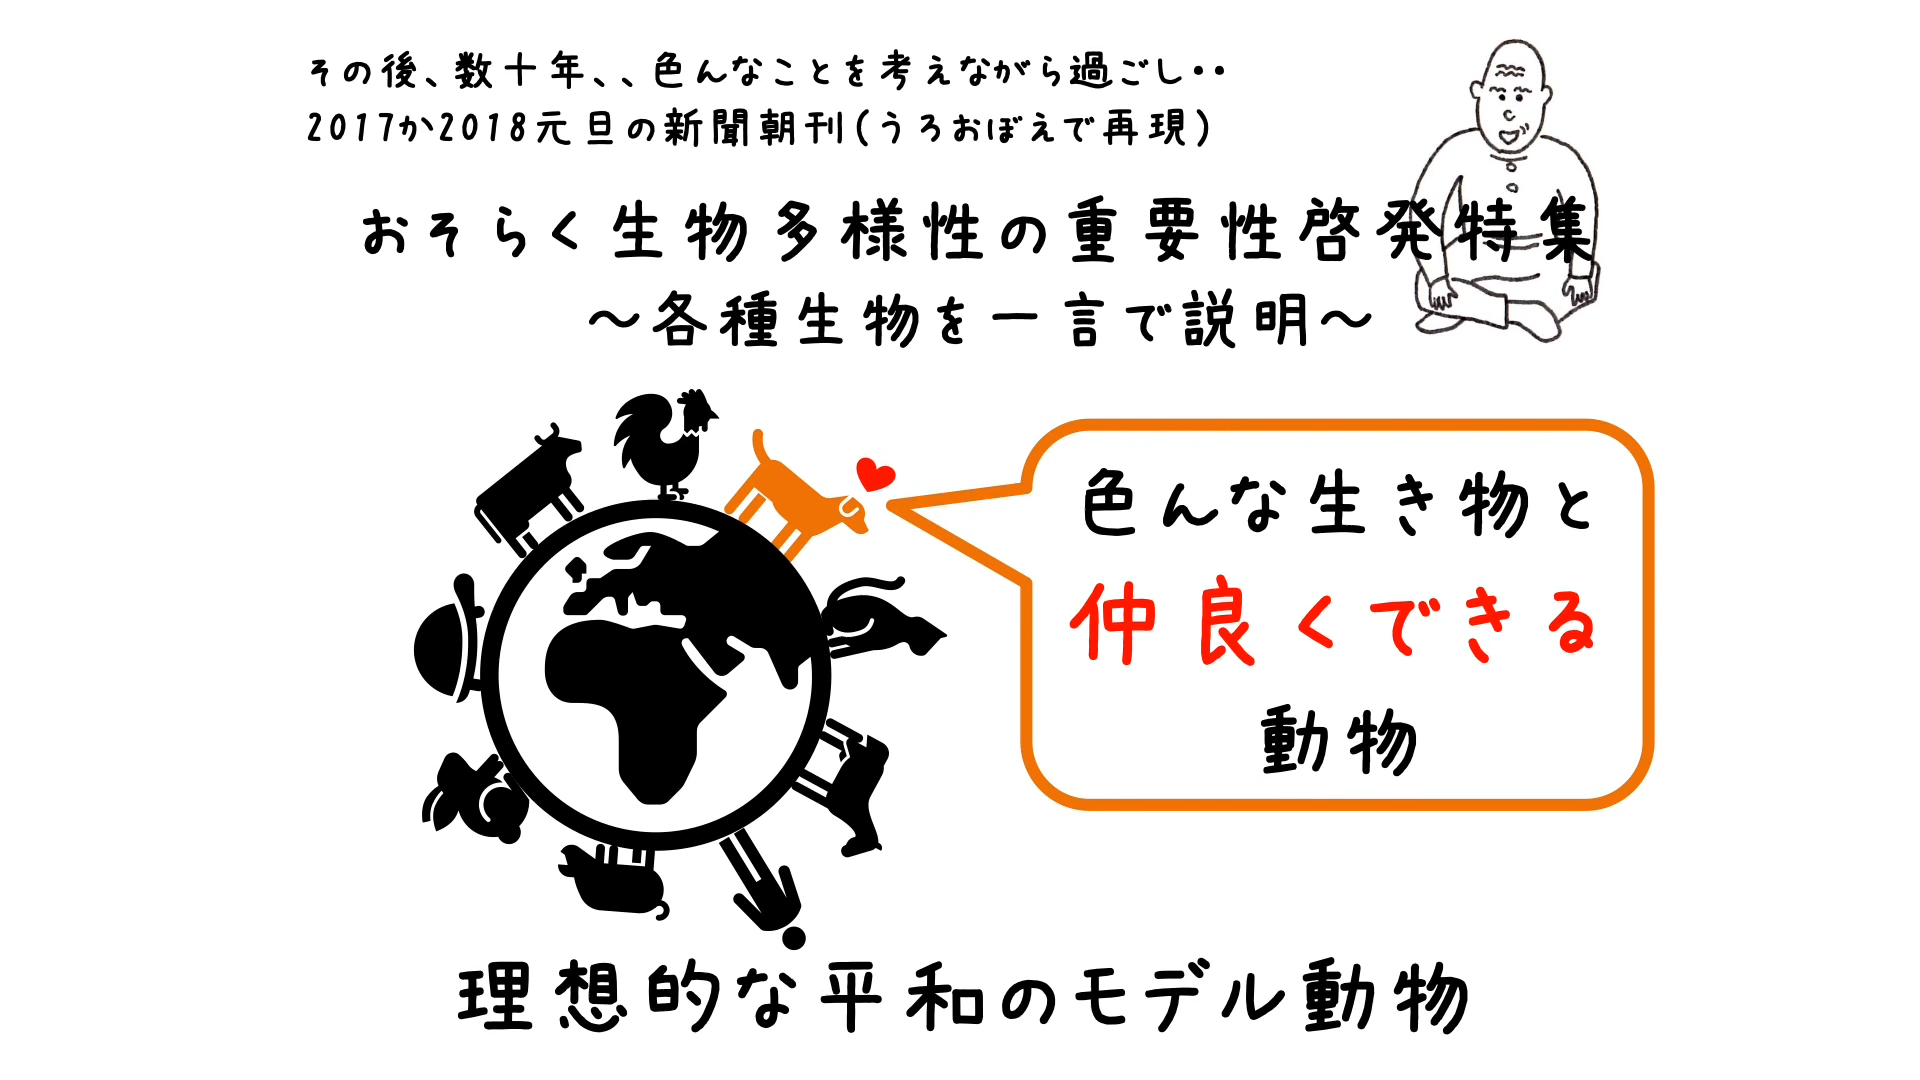 その後、数十年、、色んなことを考えながら過ごし・・
2017か2018元旦の新聞朝刊(うろおぼえで再現)
おそらく生物多様性の重要性啓発特集
～各種生物を一言で説明～
色んな生き物と
仲良くできる
動物
理想的な平和のモデル動物